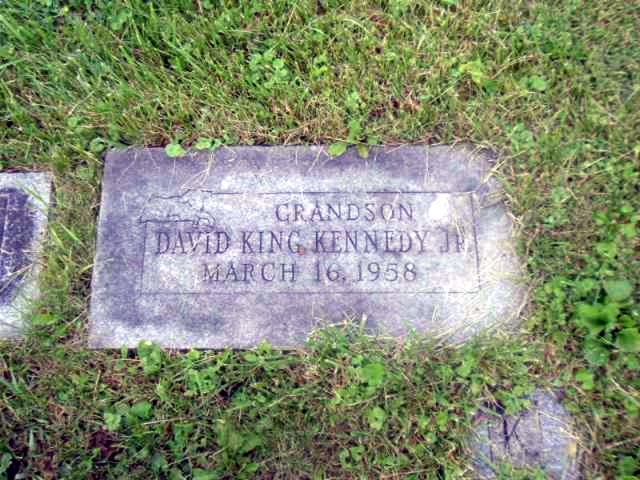 GRANDSON
DAVID KING KENNEDY JR.
MARCH 16, 1958